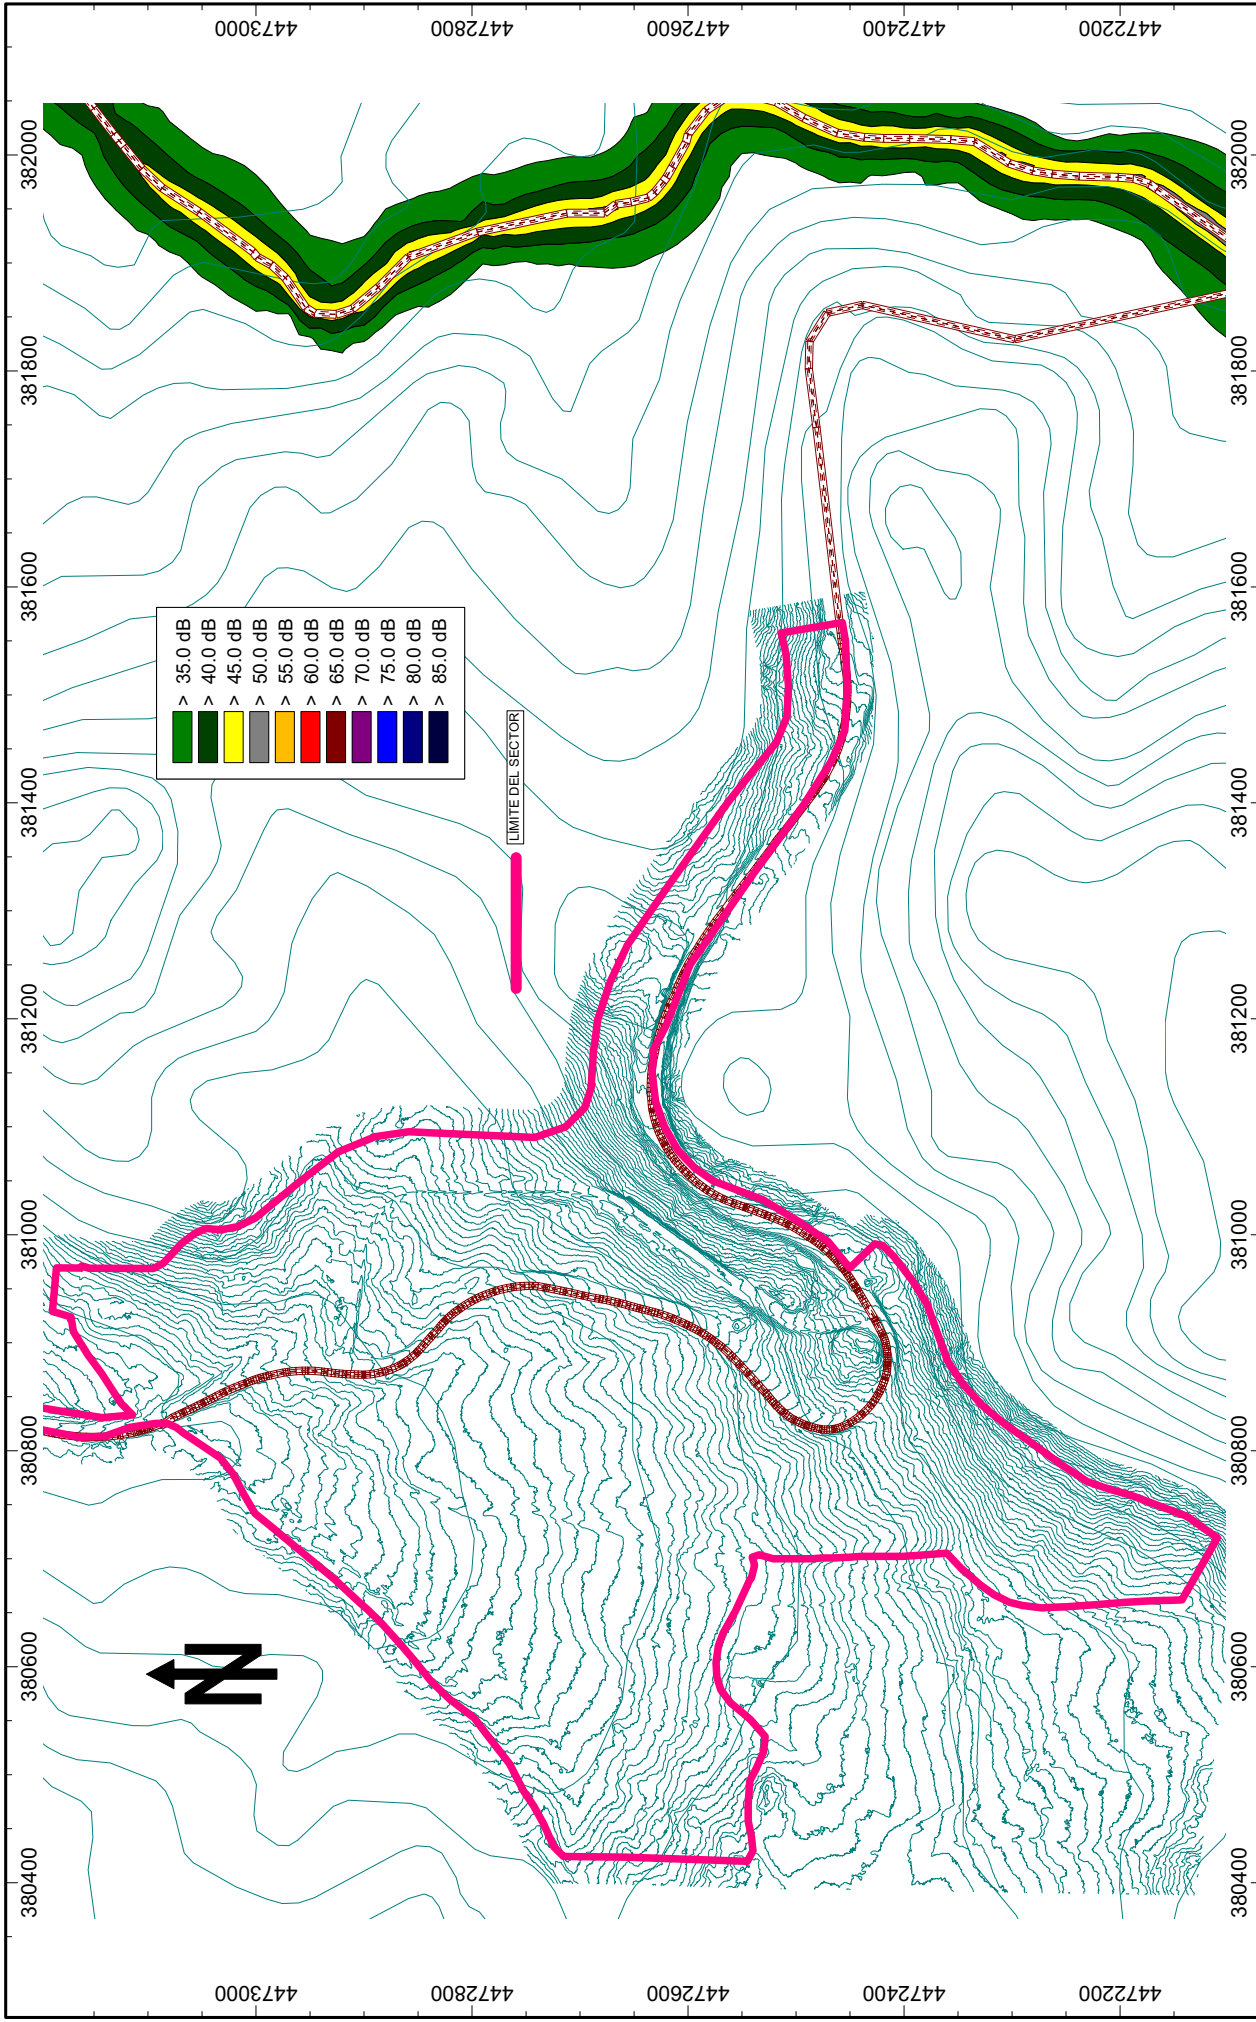 380400 380600 380800 381000 381200 381400 381600 381800 382000
4473000
4472800
4472600
4472400
4472200
N
> 35.0 dB
> 40.0 dB
> 45.0 dB
> 50.0 dB
> 55.0 dB
> 60.0 dB
> 65.0 dB
> 70.0 dB
> 75.0 dB
> 80.0 dB
> 85.0 dB
LIMITE DEL SECTOR
4473000
4472800
4472600
4472400
4472200
380400 380600 380800 381000 381200 381400 381600 381800 382000